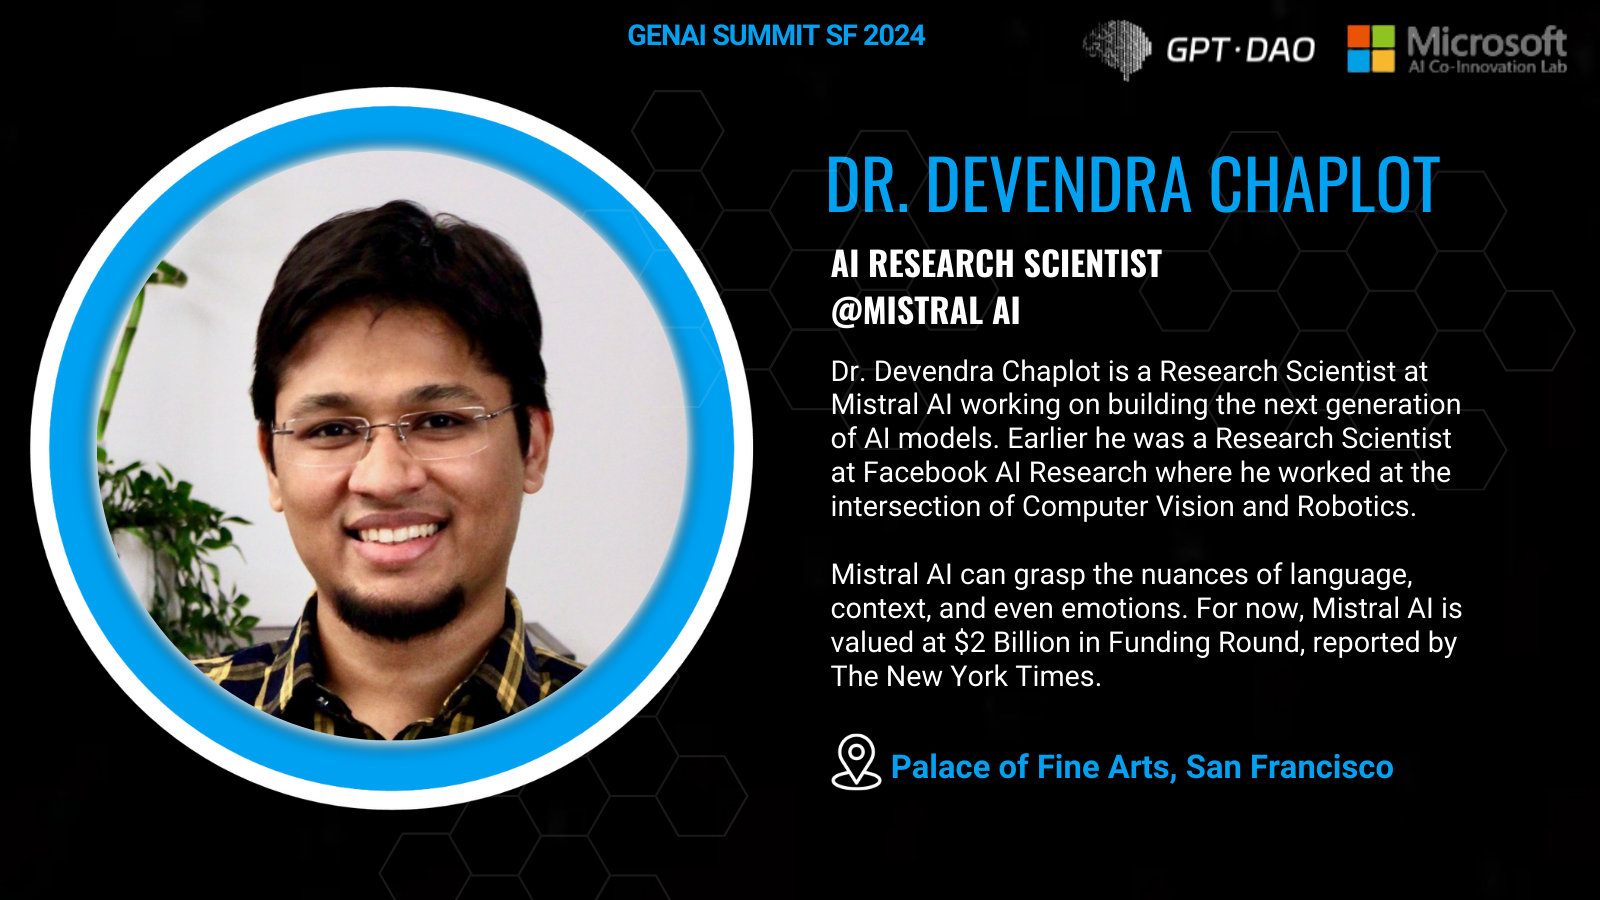 GENAI SUMMIT SF 2024
GPT·DAO
Microsoft
AI Co-Innovation Lab
DR. DEVENDRA CHAPLOT
AI RESEARCH SCIENTIST
@MISTRAL AI
Dr. Devendra Chaplot is a Research Scientist at
Mistral AI working on building the next generation
of AI models. Earlier he was a Research Scientist
at Facebook AI Research where he worked at the
intersection of Computer Vision and Robotics.
Mistral AI can grasp the nuances of language,
context, and even emotions. For now, Mistral AI is
valued at $2 Billion in Funding Round, reported by
The New York Times.
Palace of Fine Arts, San Francisco